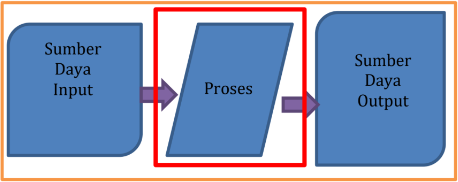 Sumber
Daya
Input
Proses
Sumber
Daya
Output